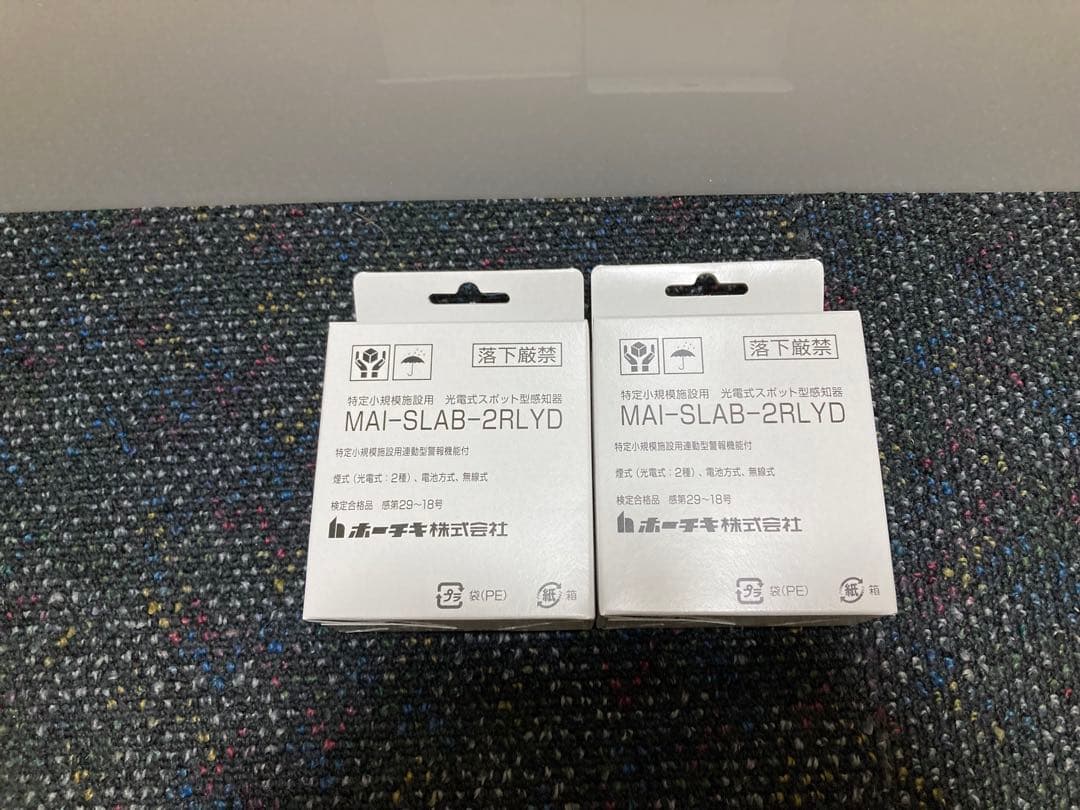 落下厳禁
特定小規模施設用 光電式スポット型感知器
MAI-SLAB-2RLYD
特定小規模施設用連動型警報機能付
煙式(光電式:2種)、電池方式、無線式
検定合格品 感第29〜18号
ホーチキ株式会社
プラ 袋(PE) 紙 箱
落下厳禁
特定小規模施設用 光電式スポット型感知器
MAI-SLAB-2RLYD
特定小規模施設用連動型警報機能付
煙式(光電式:2種)、電池方式、無線式
検定合格品 感第29〜18号
ホーチキ株式会社
プラ 袋(PE) 紙 箱